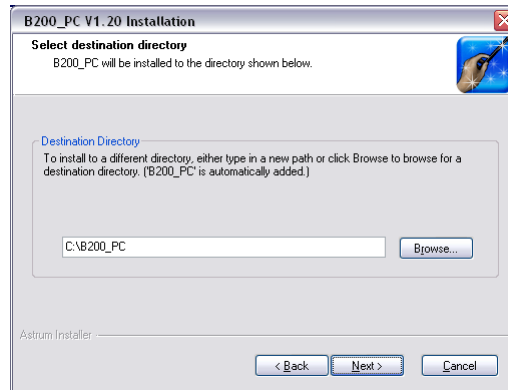 B200_PC V1.20 Installation
Select destination directory
B200_PC will be installed to the directory shown below.
Destination Directory
To install to a different directory, either type in a new path or click Browse to browse for a
destination directory. ('B200_PC' is automatically added.)
C:\B200_PC
Browse...
Astrum Installer
< Back
Next >
Cancel